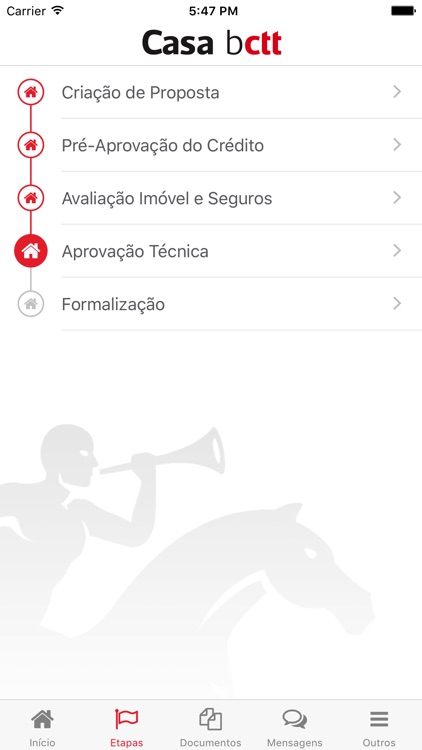 Carrier 5:47 PM
Casa bctt
Criação de Proposta
Pré-Aprovação do Crédito
Avaliação Imóvel e Seguros
Aprovação Técnica
Formalização
Início Etapas Documentos Mensagens Outros